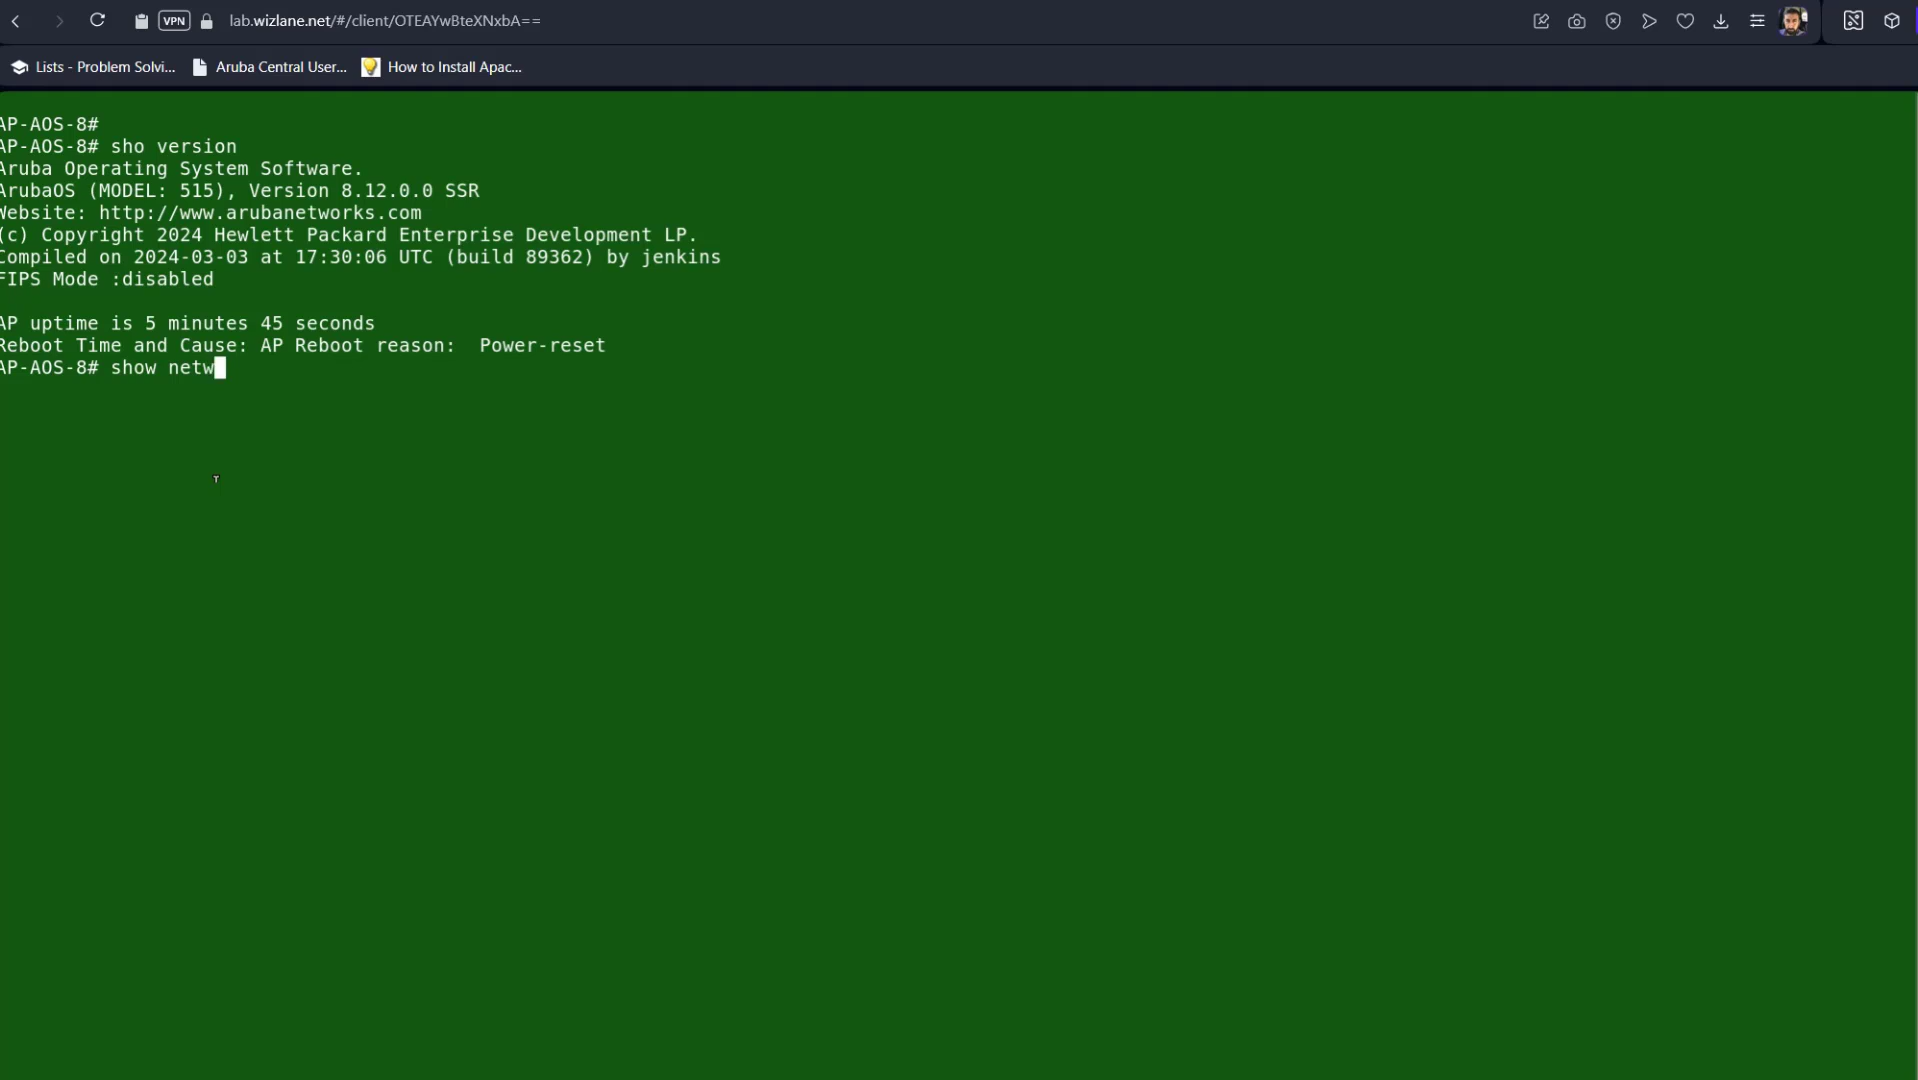 VPN
lab.wizlane.net/#/client/OTEAYwBteXNxbA==
Lists - Problem Solvi...
Aruba Central User...
How to Install Apac...
AP-AOS-8#
AP-AOS-8# sho version
Aruba Operating System Software.
ArubaOS (MODEL: 515), Version 8.12.0.0 SSR
Website: http://www.arubanetworks.com
(c) Copyright 2024 Hewlett Packard Enterprise Development LP.
Compiled on 2024-03-03 at 17:30:06 UTC (build 89362) by jenkins
FIPS Mode :disabled
AP uptime is 5 minutes 45 seconds
Reboot Time and Cause: AP Reboot reason:  Power-reset
AP-AOS-8# show netw